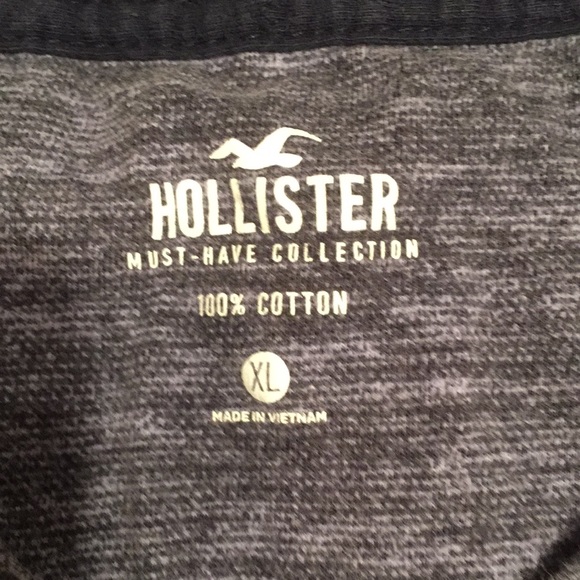 HOLLISTER
MUST-HAVE COLLECTION
100% COTTON
XL
MADE IN VIETNAM